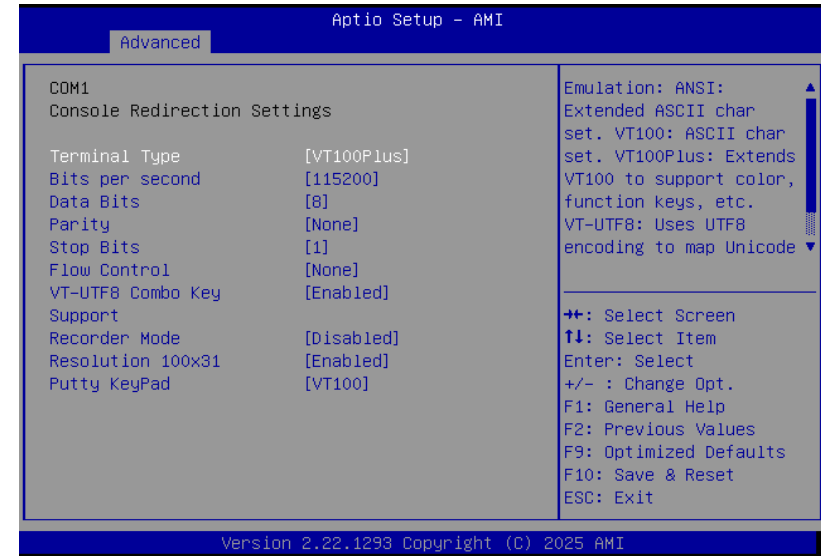 Aptio Setup – AMI
Advanced
COM1
Console Redirection Settings
Terminal Type [VT100Plus]
Bits per second [115200]
Data Bits [8]
Parity [None]
Stop Bits [1]
Flow Control [None]
VT-UTF8 Combo Key [Enabled]
Support
Recorder Mode [Disabled]
Resolution 100x31 [Enabled]
Putty KeyPad [VT100]
Emulation: ANSI:
Extended ASCII char
set. VT100: ASCII char
set. VT100Plus: Extends
VT100 to support color,
function keys, etc.
VT-UTF8: Uses UTF8
encoding to map Unicode
→←: Select Screen
↑↓: Select Item
Enter: Select
+/- : Change Opt.
F1: General Help
F2: Previous Values
F9: Optimized Defaults
F10: Save & Reset
ESC: Exit
Version 2.22.1293 Copyright (C) 2025 AMI